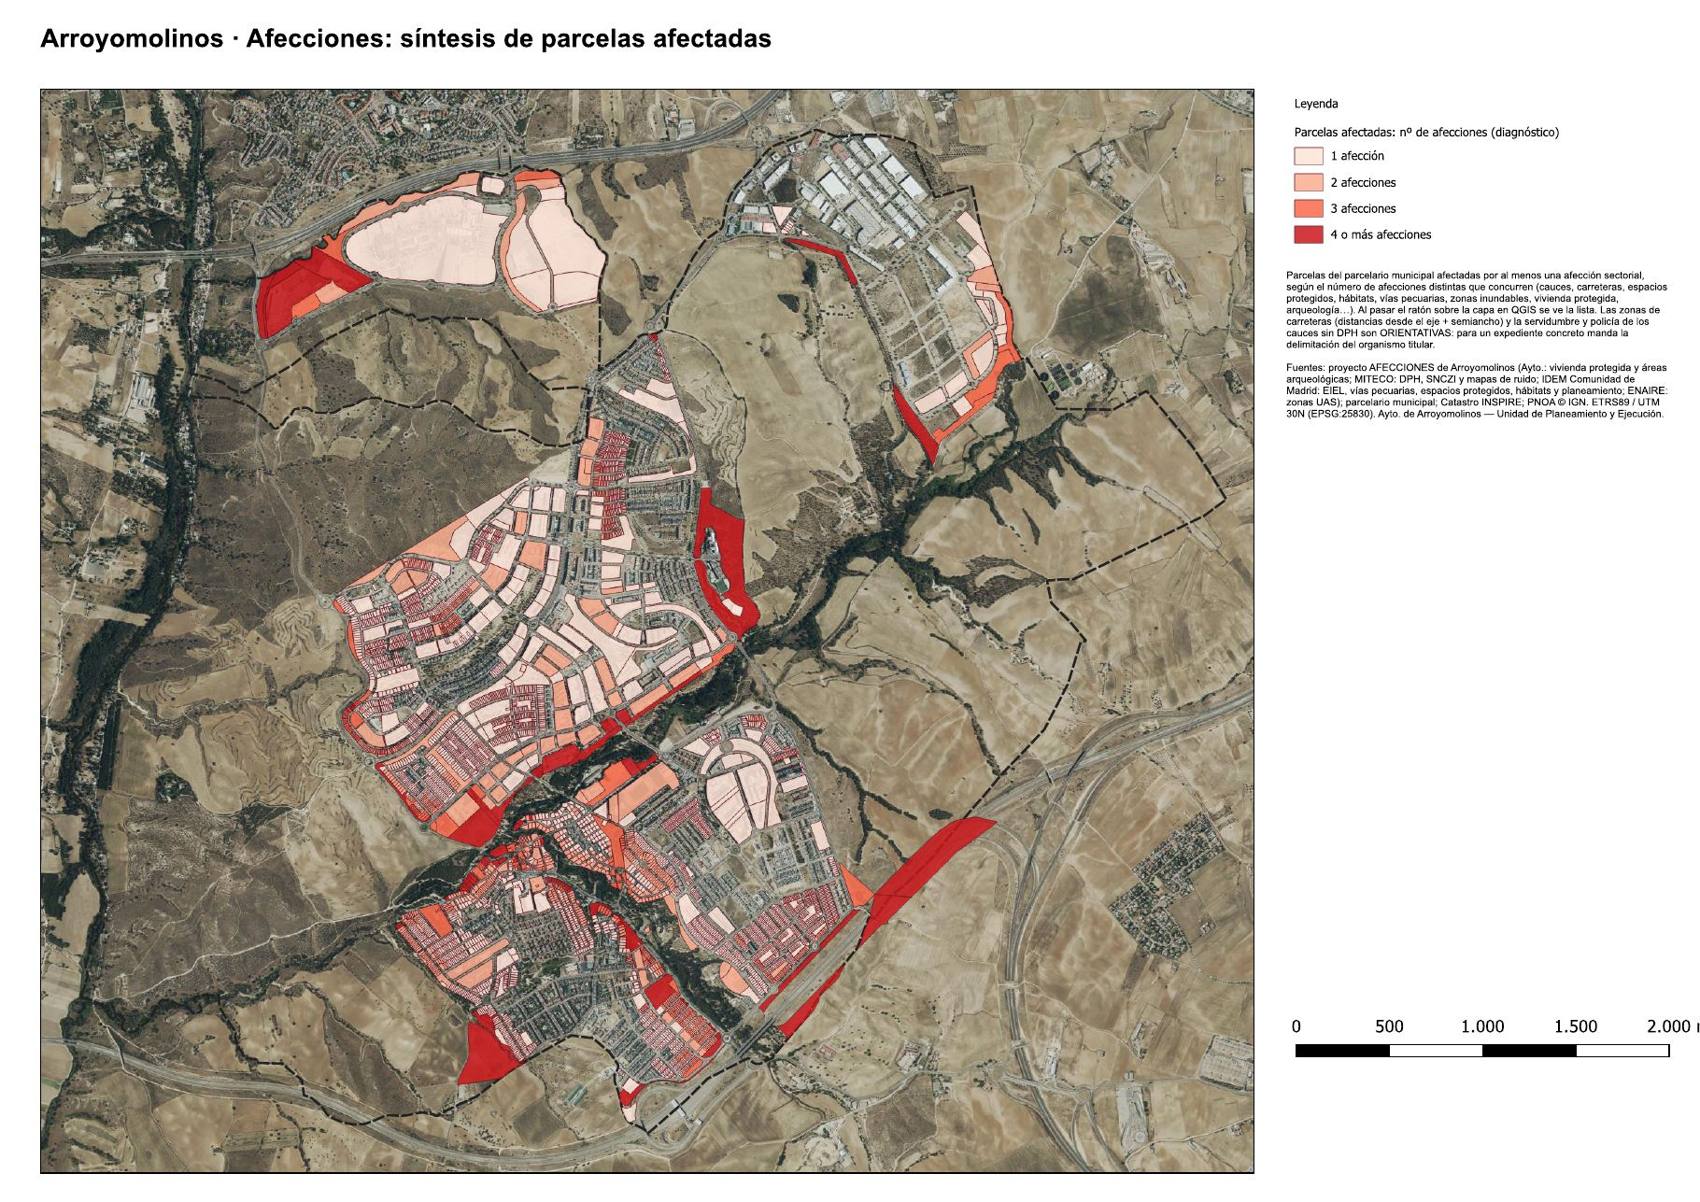 Arroyomolinos · Afecciones: síntesis de parcelas afectadas
Leyenda
Parcelas afectadas: nº de afecciones (diagnóstico)
1 afección
2 afecciones
3 afecciones
4 o más afecciones
Parcelas del parcelario municipal afectadas por al menos una afección sectorial,
según el número de afecciones distintas que concurren (cauces, carreteras, espacios
protegidos, hábitats, vías pecuarias, zonas inundables, vivienda protegida,
arqueología…). Al pasar el ratón sobre la capa en QGIS se ve la lista. Las zonas de
carreteras (distancias desde el eje + semiancho) y la servidumbre y policía de los
cauces sin DPH son ORIENTATIVAS: para un expediente concreto manda la
delimitación del organismo titular.
Fuentes: proyecto AFECCIONES de Arroyomolinos (Ayto.: vivienda protegida y áreas
arqueológicas; MITECO: DPH, SNCZI y mapas de ruido; IDEM Comunidad de
Madrid: EIEL, vías pecuarias, espacios protegidos, hábitats y planeamiento; ENAIRE:
zonas UAS); parcelario municipal; Catastro INSPIRE; PNOA © IGN. ETRS89 / UTM
30N (EPSG:25830). Ayto. de Arroyomolinos — Unidad de Planeamiento y Ejecución.
0 500 1.000 1.500 2.000